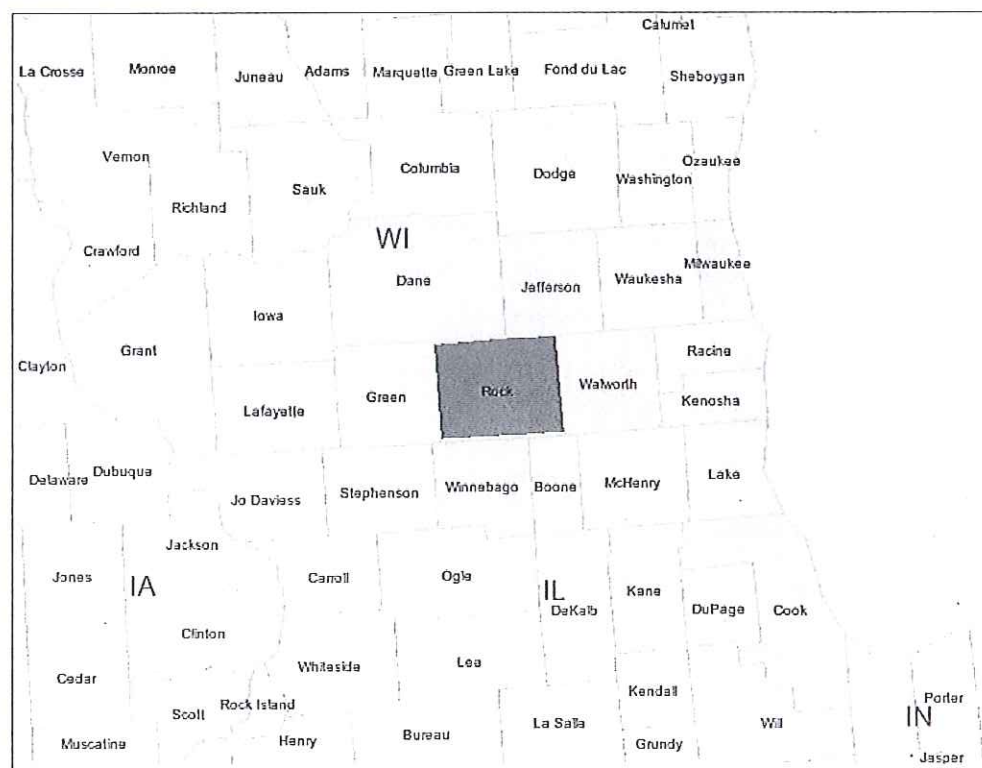 Calumet
La Crosse Monroe Juneau Adams Marquette Green Lake Fond du Lac Sheboygan
Vernon Richland Sauk Columbia Dodge Washington Ozaukee
WI
Crawford Dane Jefferson Waukesha Milwaukee
Iowa
Clayton Grant Rock Walworth Racine
Lafayette Green Kenosha
Delaware Dubuque Jo Daviess Stephenson Winnebago Boone McHenry Lake
Jackson
Jones IA Carroll Ogle IL DeKalb Kane DuPage Cook
Clinton
Cedar Whiteside Lee Kendall Porter
Scott Rock Island La Salle Will IN
Muscatine Henry Bureau Grundy Jasper